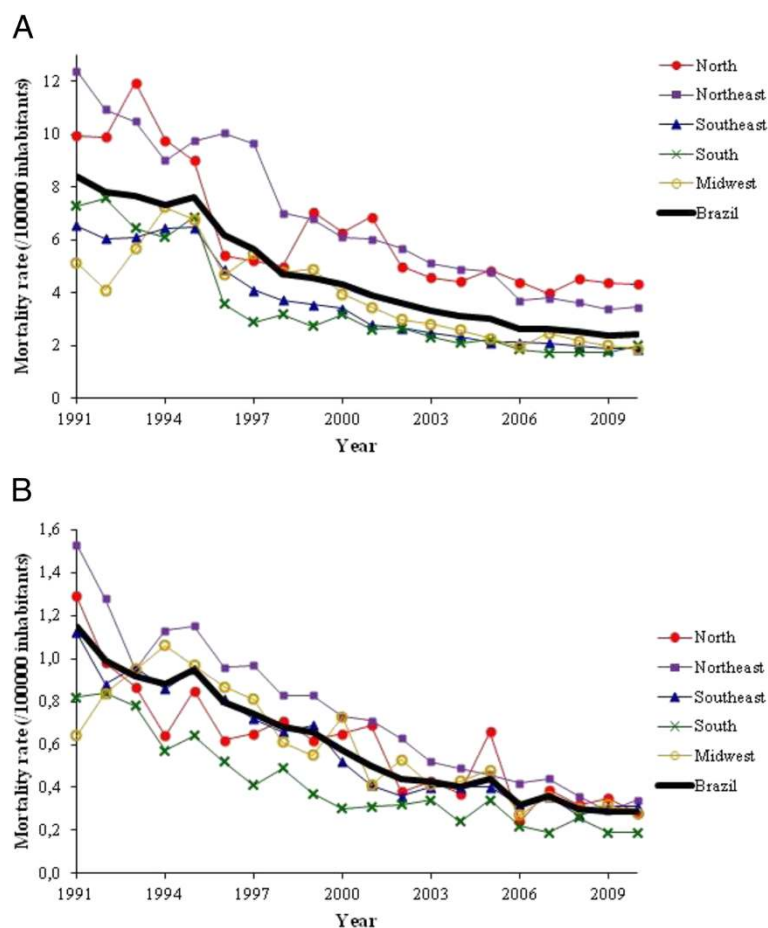 A
Mortality rate (/100000 inhabitants)
12
10
8
6
4
2
0
1991 1994 1997 2000 2003 2006 2009
Year
North
Northeast
Southeast
South
Midwest
Brazil
B
Mortality rate (/100000 inhabitants)
1,6
1,4
1,2
1,0
0,8
0,6
0,4
0,2
0,0
1991 1994 1997 2000 2003 2006 2009
Year
North
Northeast
Southeast
South
Midwest
Brazil